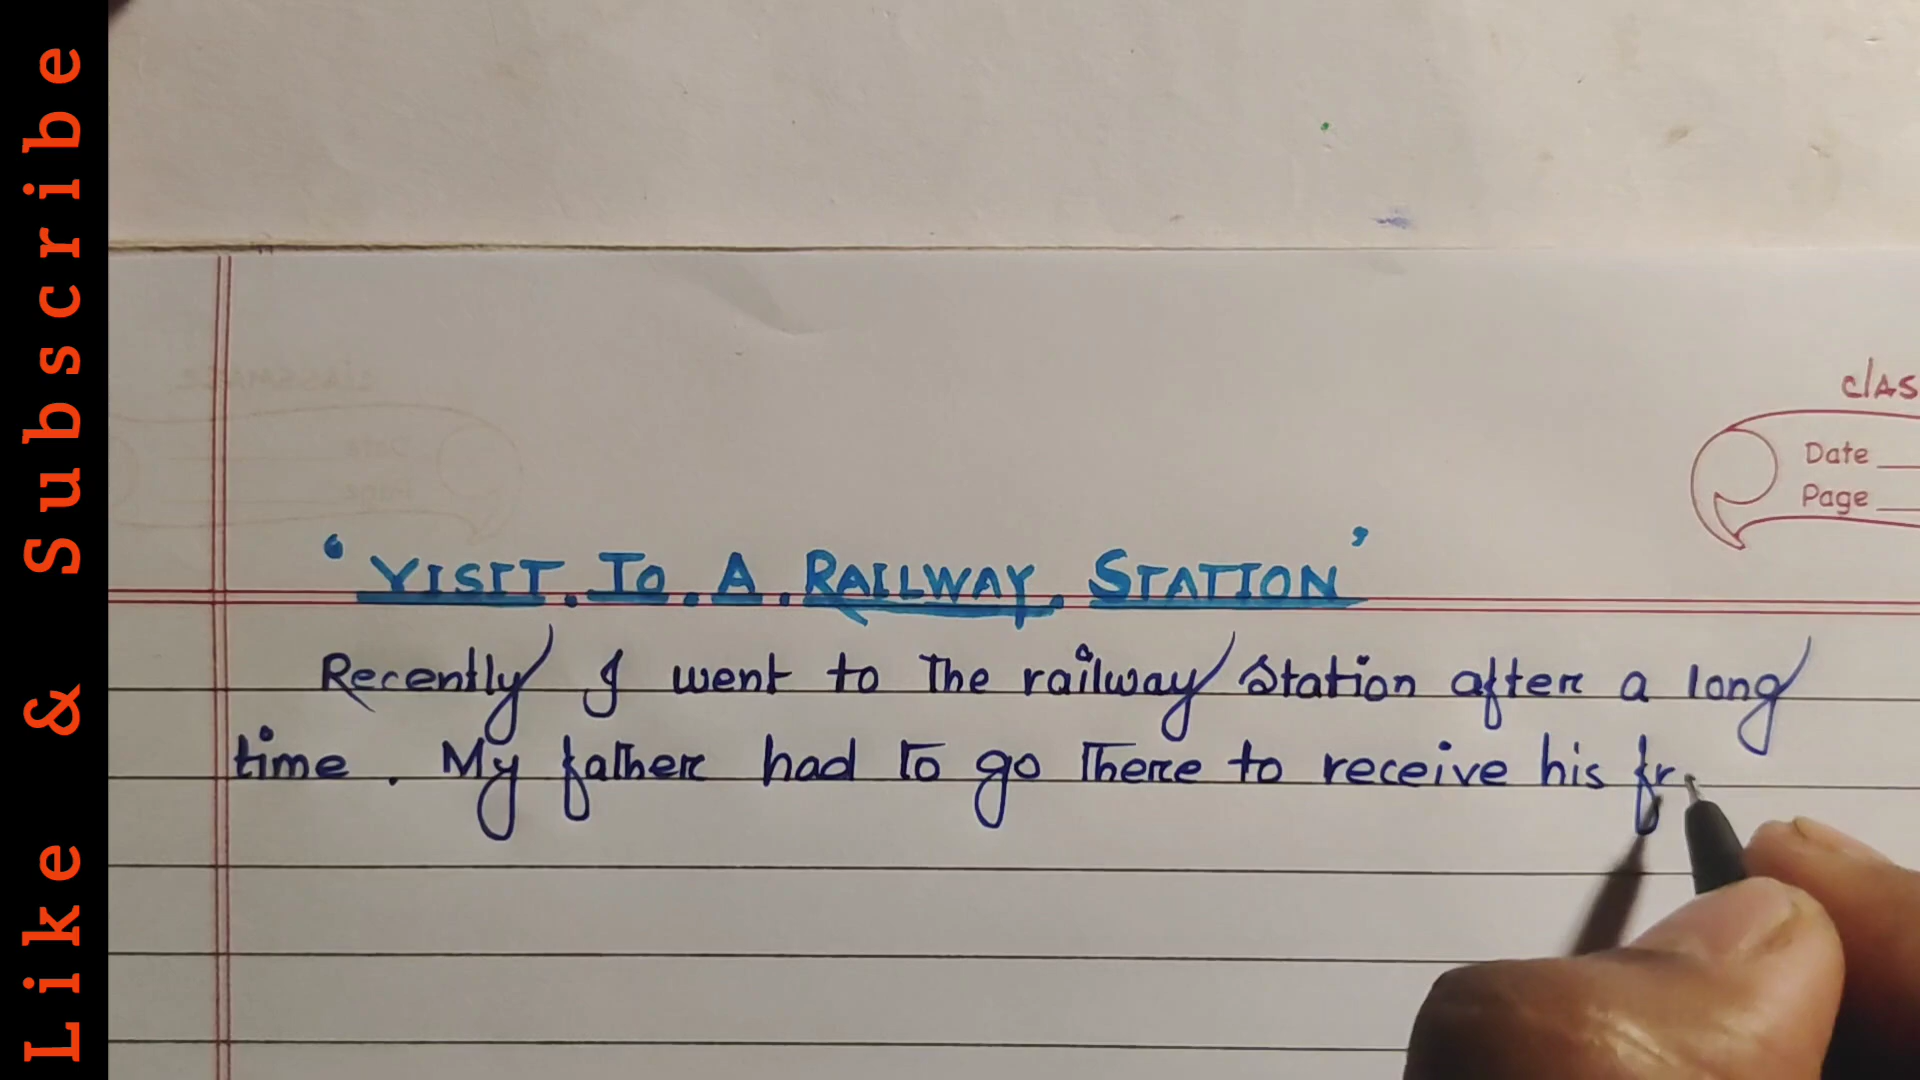 Like & Subscribe
class
Date
Page
'VISIT TO A RAILWAY STATION'
Recently I went to the railway station after a long
time. My father had to go there to receive his fr